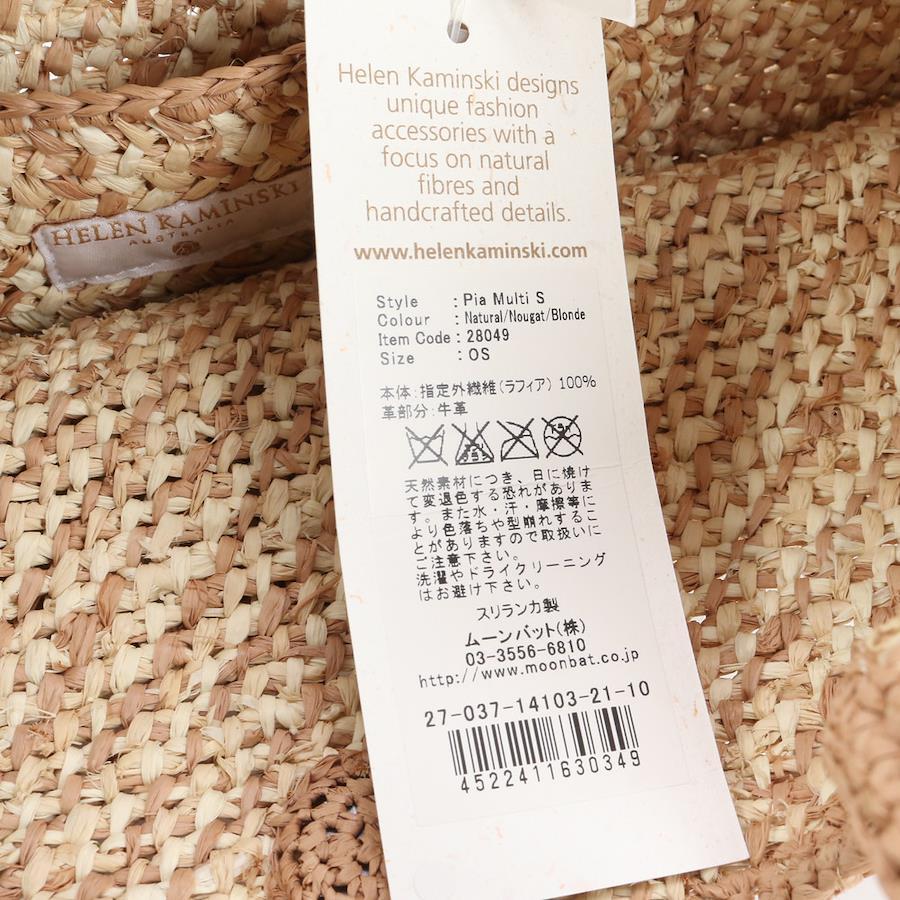 Helen Kaminski designs
unique fashion
accessories with a
focus on natural
fibres and
handcrafted details.
www.helenkaminski.com
HELEN KAMINSKI
AUSTRALIA
Style : Pia Multi S
Colour : Natural/Nougat/Blonde
Item Code : 28049
Size : OS
本体:指定外繊維(ラフィア) 100%
革部分:牛革
天然素材につき、日に焼け
て変退色する恐れがありま
す。また水・汗・摩擦等に
より色落ちや型崩れするこ
とがありますので取扱いに
ご注意下さい。
洗濯やドライクリーニング
はお避け下さい。
スリランカ製
ムーンバット(株)
03-3556-6810
http://www.moonbat.co.jp
27-037-14103-21-10
4522411630349